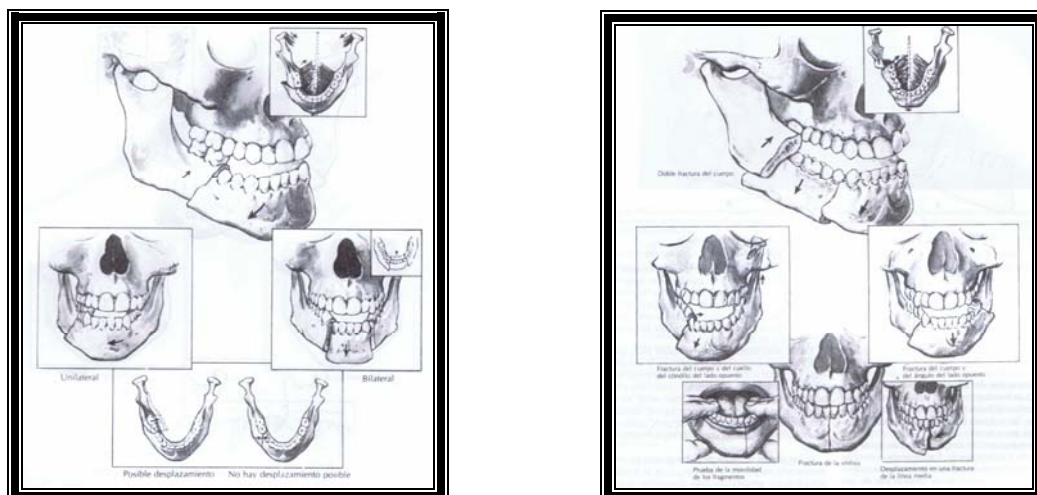 Unilateral
Bilateral
Posible desplazamiento
No hay desplazamiento posible
Doble fractura del cuerpo
Fractura del cuerpo y del cuello
del cóndilo del lado opuesto
Fractura del cuerpo y
del ángulo del lado opuesto
Prueba de la movilidad
de los fragmentos
Fractura de la sínfisis
Desplazamiento en una fractura
de la línea media